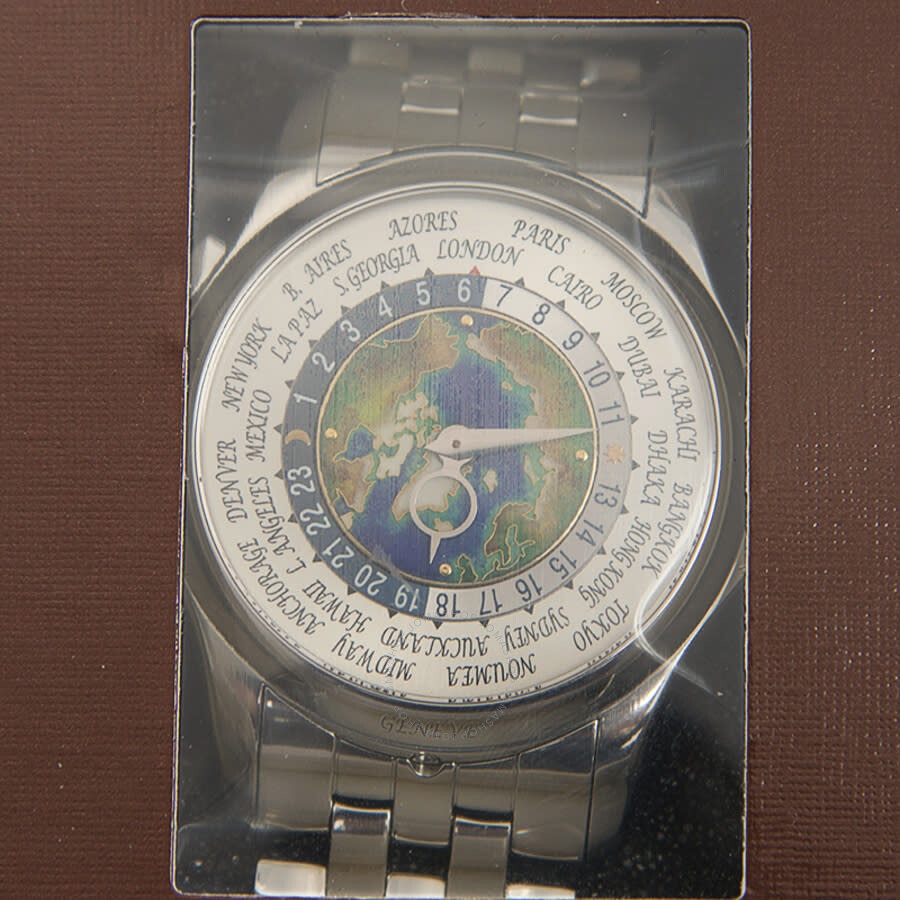 AZORES
PARIS
MOSCOW
KARACHI
BANGKOK
TOKYO
NOUMEA
MIDWAY
ANCHORAGE
DENVER
NEW YORK
B. AIRES
LONDON
CAIRO
DUBAI
DHAKA
HONG KONG
SYDNEY
AUCKLAND
HAWAII
L. ANGELES
MEXICO
LA PAZ
S. GEORGIA
1 2 3 4 5 6 7 8 9 10 11 13 14 15 16 17 18 19 20 21 22 23
GENEVE